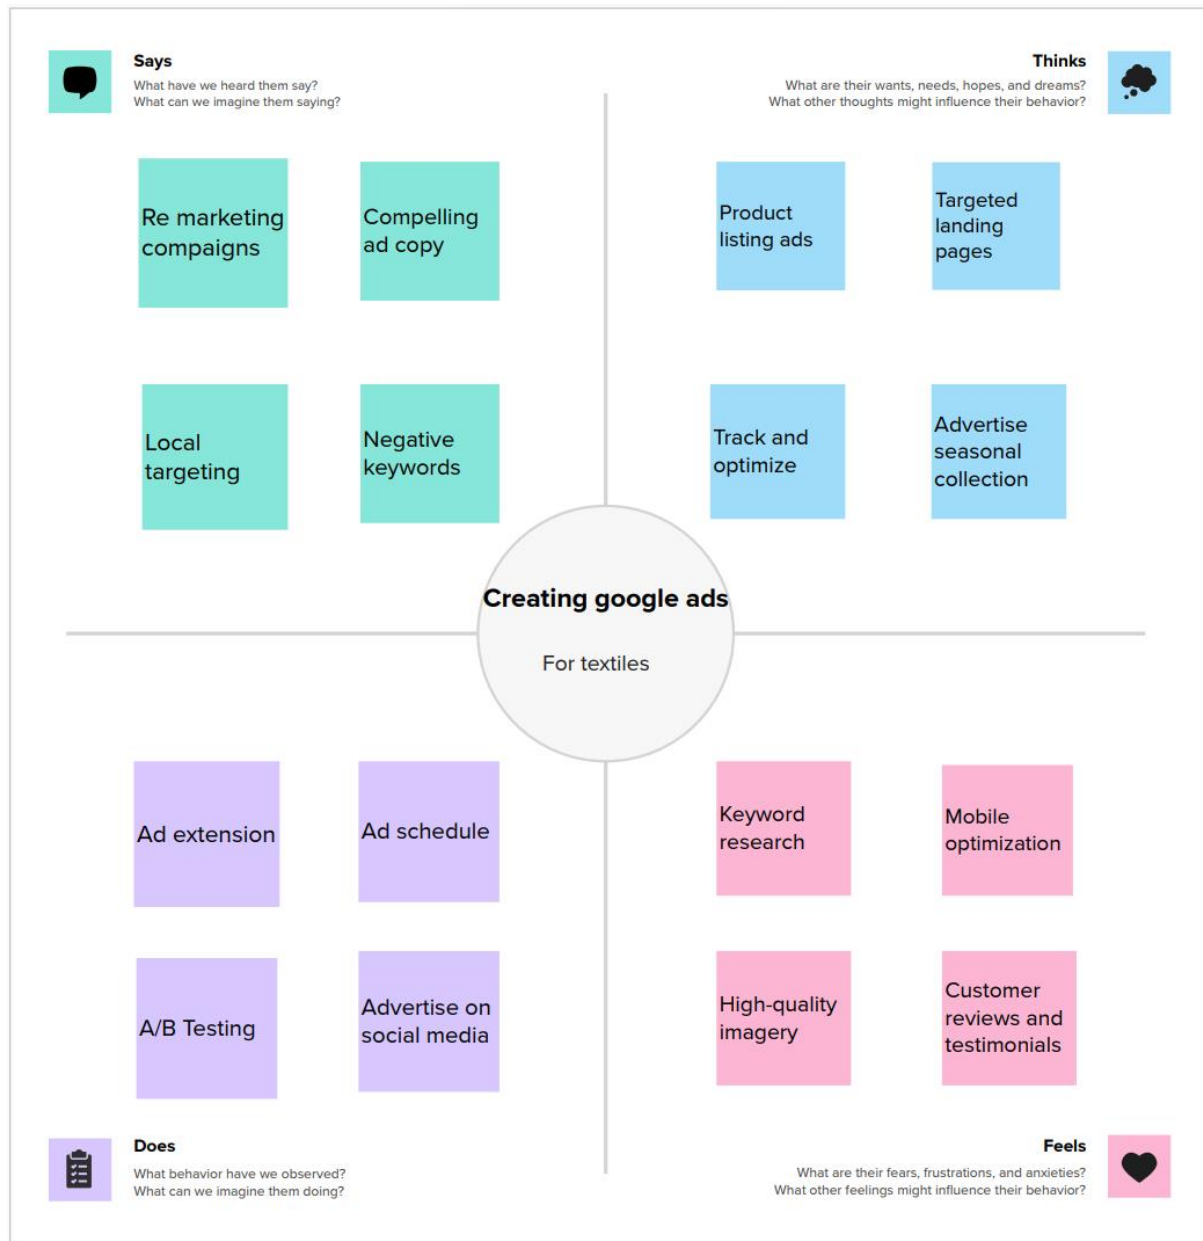 Says
What have we heard them say?
What can we imagine them saying?
Thinks
What are their wants, needs, hopes, and dreams?
What other thoughts might influence their behavior?
Re marketing
compaigns
Compelling
ad copy
Product
listing ads
Targeted
landing
pages
Local
targeting
Negative
keywords
Track and
optimize
Advertise
seasonal
collection
Creating google ads
For textiles
Ad extension
Ad schedule
Keyword
research
Mobile
optimization
A/B Testing
Advertise on
social media
High-quality
imagery
Customer
reviews and
testimonials
Does
What behavior have we observed?
What can we imagine them doing?
Feels
What are their fears, frustrations, and anxieties?
What other feelings might influence their behavior?